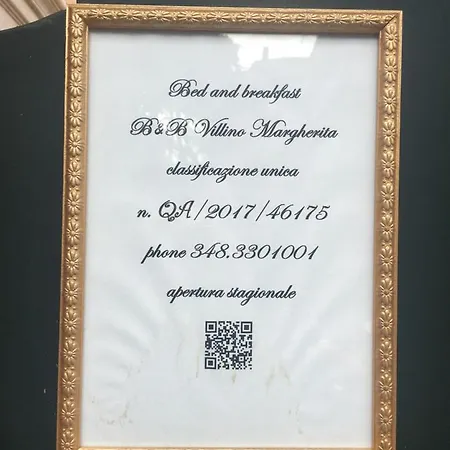 Bed and breakfast
B&B Villino Margherita
classificazione unica
n. QA/2017/46175
phone 348.3301001
apertura stagionale